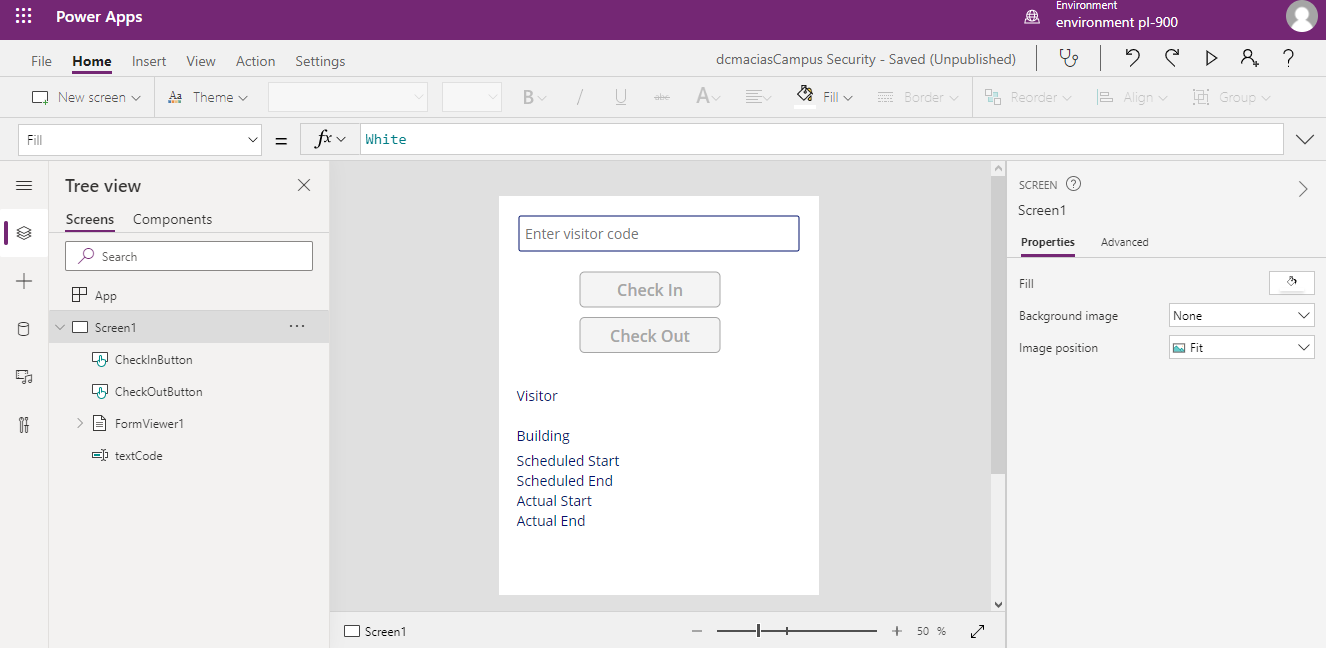 Power Apps
Environment
environment pl-900
File Home Insert View Action Settings
dcmaciasCampus Security - Saved (Unpublished)
New screen Theme B / U abc A Fill Border Reorder Align Group
Fill = fx White
Tree view
Screens Components
Search
App
Screen1 ...
CheckInButton
CheckOutButton
FormViewer1
textCode
Enter visitor code
Check In
Check Out
Visitor
Building
Scheduled Start
Scheduled End
Actual Start
Actual End
Screen1
50 %
SCREEN ?
Screen1
Properties Advanced
Fill
Background image None
Image position Fit